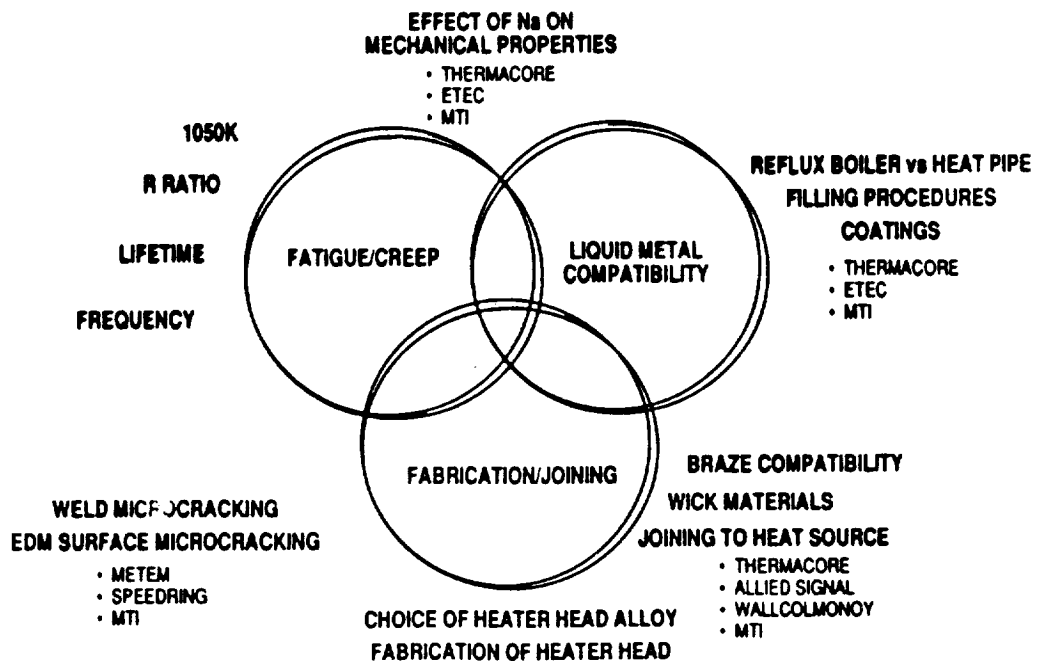 EFFECT OF Na ON
MECHANICAL PROPERTIES
• THERMACORE
• ETEC
• MTI
1050K
R RATIO
LIFETIME
FREQUENCY
FATIGUE/CREEP
LIQUID METAL
COMPATIBILITY
REFLUX BOILER vs HEAT PIPE
FILLING PROCEDURES
COATINGS
• THERMACORE
• ETEC
• MTI
FABRICATION/JOINING
WELD MICROCRACKING
EDM SURFACE MICROCRACKING
• METEM
• SPEEDRING
• MTI
BRAZE COMPATIBILITY
WICK MATERIALS
JOINING TO HEAT SOURCE
• THERMACORE
• ALLIED SIGNAL
• WALLCOLMONOY
• MTI
CHOICE OF HEATER HEAD ALLOY
FABRICATION OF HEATER HEAD